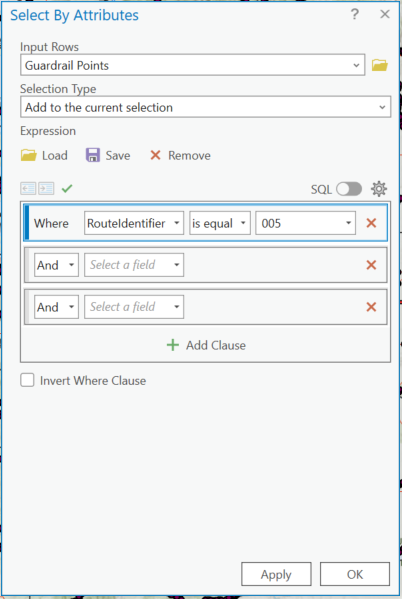 Select By Attributes ? ×
Input Rows
Guardrail Points
Selection Type
Add to the current selection
Expression
Load Save Remove
SQL
Where RouteIdentifier is equal 005
And Select a field
And Select a field
Add Clause
Invert Where Clause
Apply OK